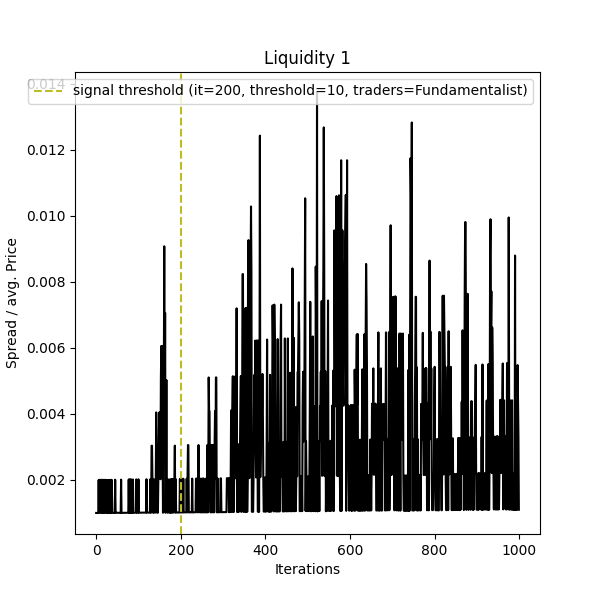 Liquidity 1
signal threshold (it=200, threshold=10, traders=Fundamentalist)
0.014
0.012
0.010
0.008
0.006
0.004
0.002
Spread / avg. Price
0 200 400 600 800 1000
Iterations